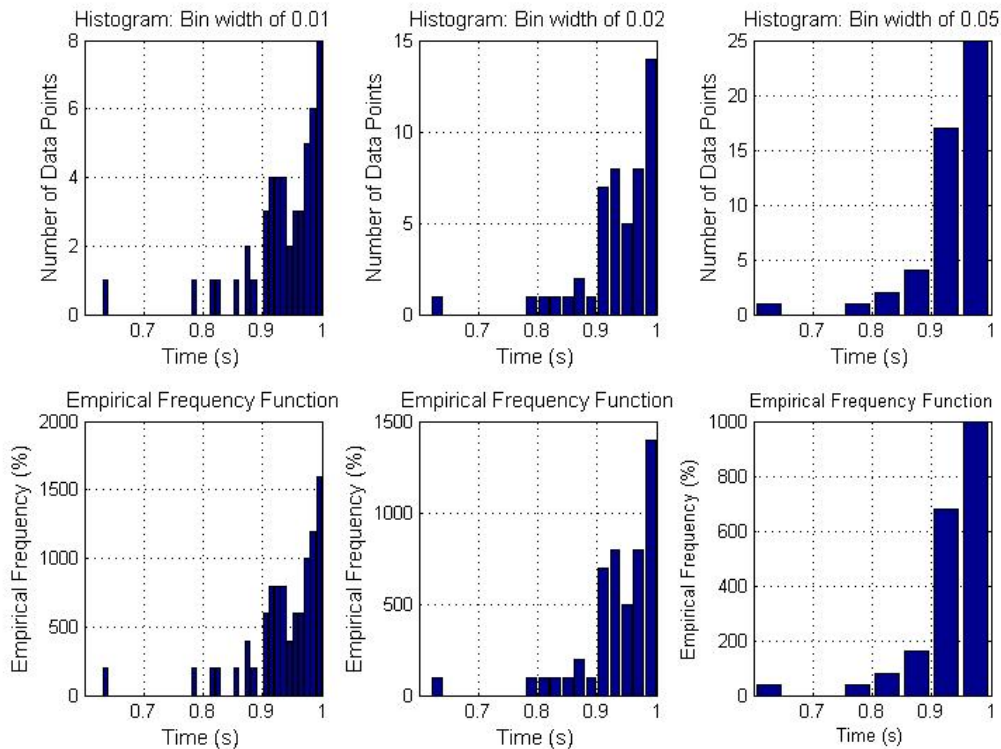 Histogram: Bin width of 0.01
8
6
4
2
0
Number of Data Points
0.7 0.8 0.9 1
Time (s)
Histogram: Bin width of 0.02
15
10
5
0
Number of Data Points
0.7 0.8 0.9 1
Time (s)
Histogram: Bin width of 0.05
25
20
15
10
5
0
Number of Data Points
0.7 0.8 0.9 1
Time (s)
Empirical Frequency Function
2000
1500
1000
500
0
Empirical Frequency (%)
0.7 0.8 0.9 1
Time (s)
Empirical Frequency Function
1500
1000
500
0
Empirical Frequency (%)
0.7 0.8 0.9 1
Time (s)
Empirical Frequency Function
1000
800
600
400
200
0
Empirical Frequency (%)
0.7 0.8 0.9 1
Time (s)